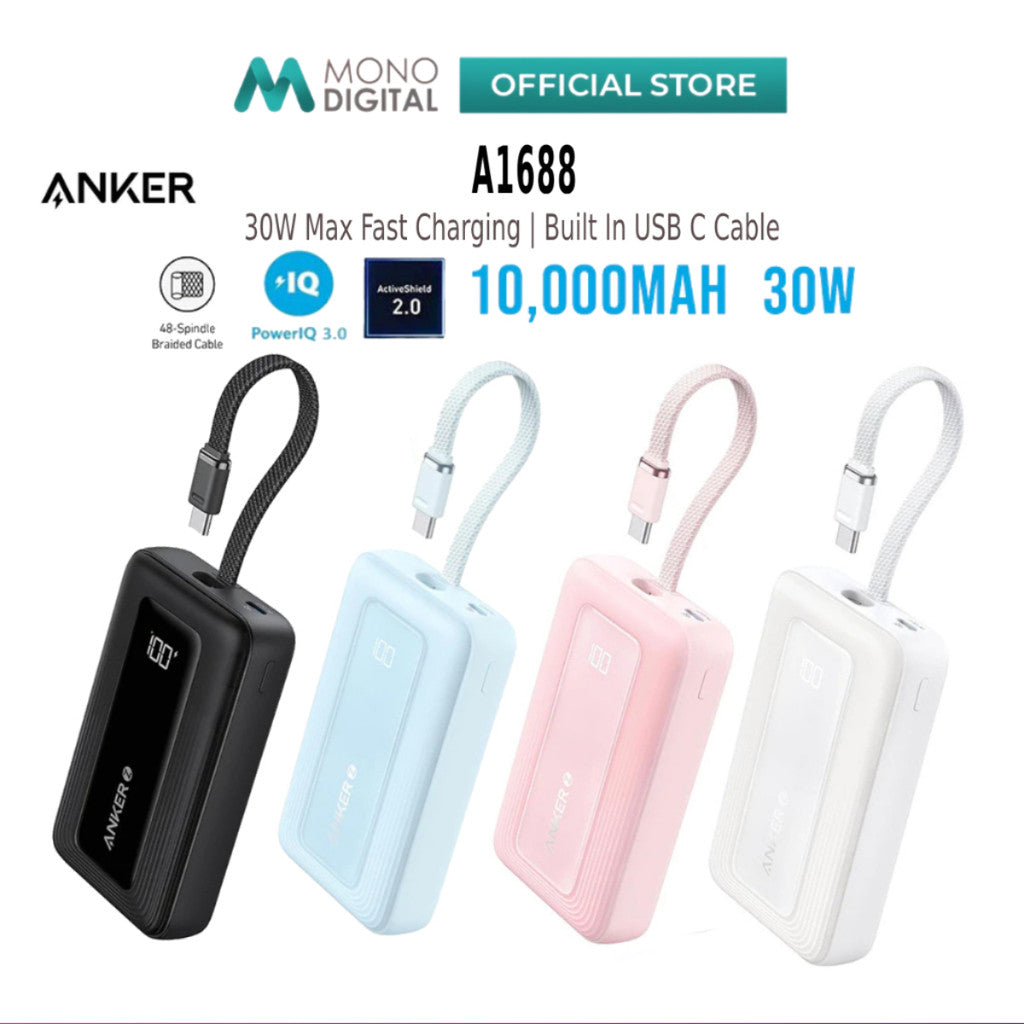 MONO
DIGITAL
OFFICIAL STORE
ANKER
A1688
30W Max Fast Charging | Built In USB C Cable
48-Spindle
Braided Cable
IQ
PowerIQ 3.0
ActiveShield
2.0
10,000MAH 30W
100
ANKER
100
ANKER
100
ANKER
100
ANKER